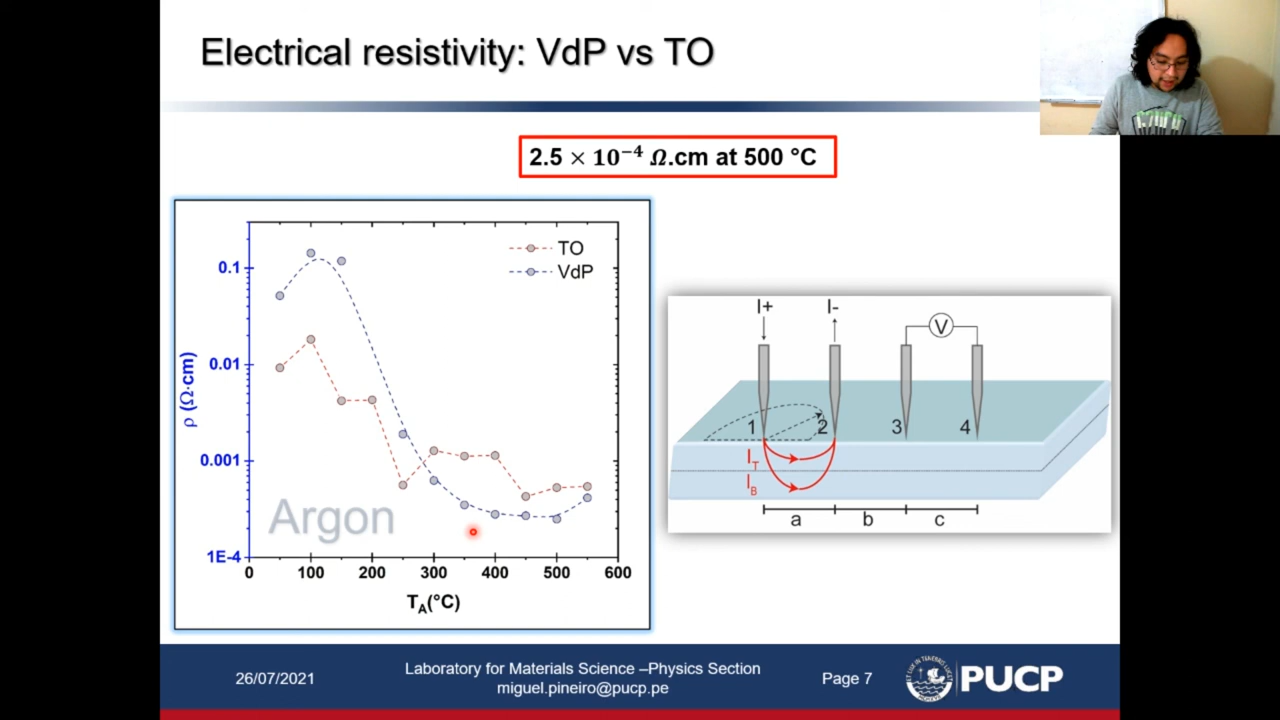 Electrical resistivity: VdP vs TO
2.5 × 10⁻⁴ Ω.cm at 500 °C
TO
VdP
0.1
0.01
0.001
1E-4
ρ (Ω·cm)
Argon
0 100 200 300 400 500 600
T_A(°C)
I+ I-
V
1 2 3 4
I_T
I_B
a b c
26/07/2021
Laboratory for Materials Science –Physics Section
miguel.pineiro@pucp.pe
Page 7
PUCP